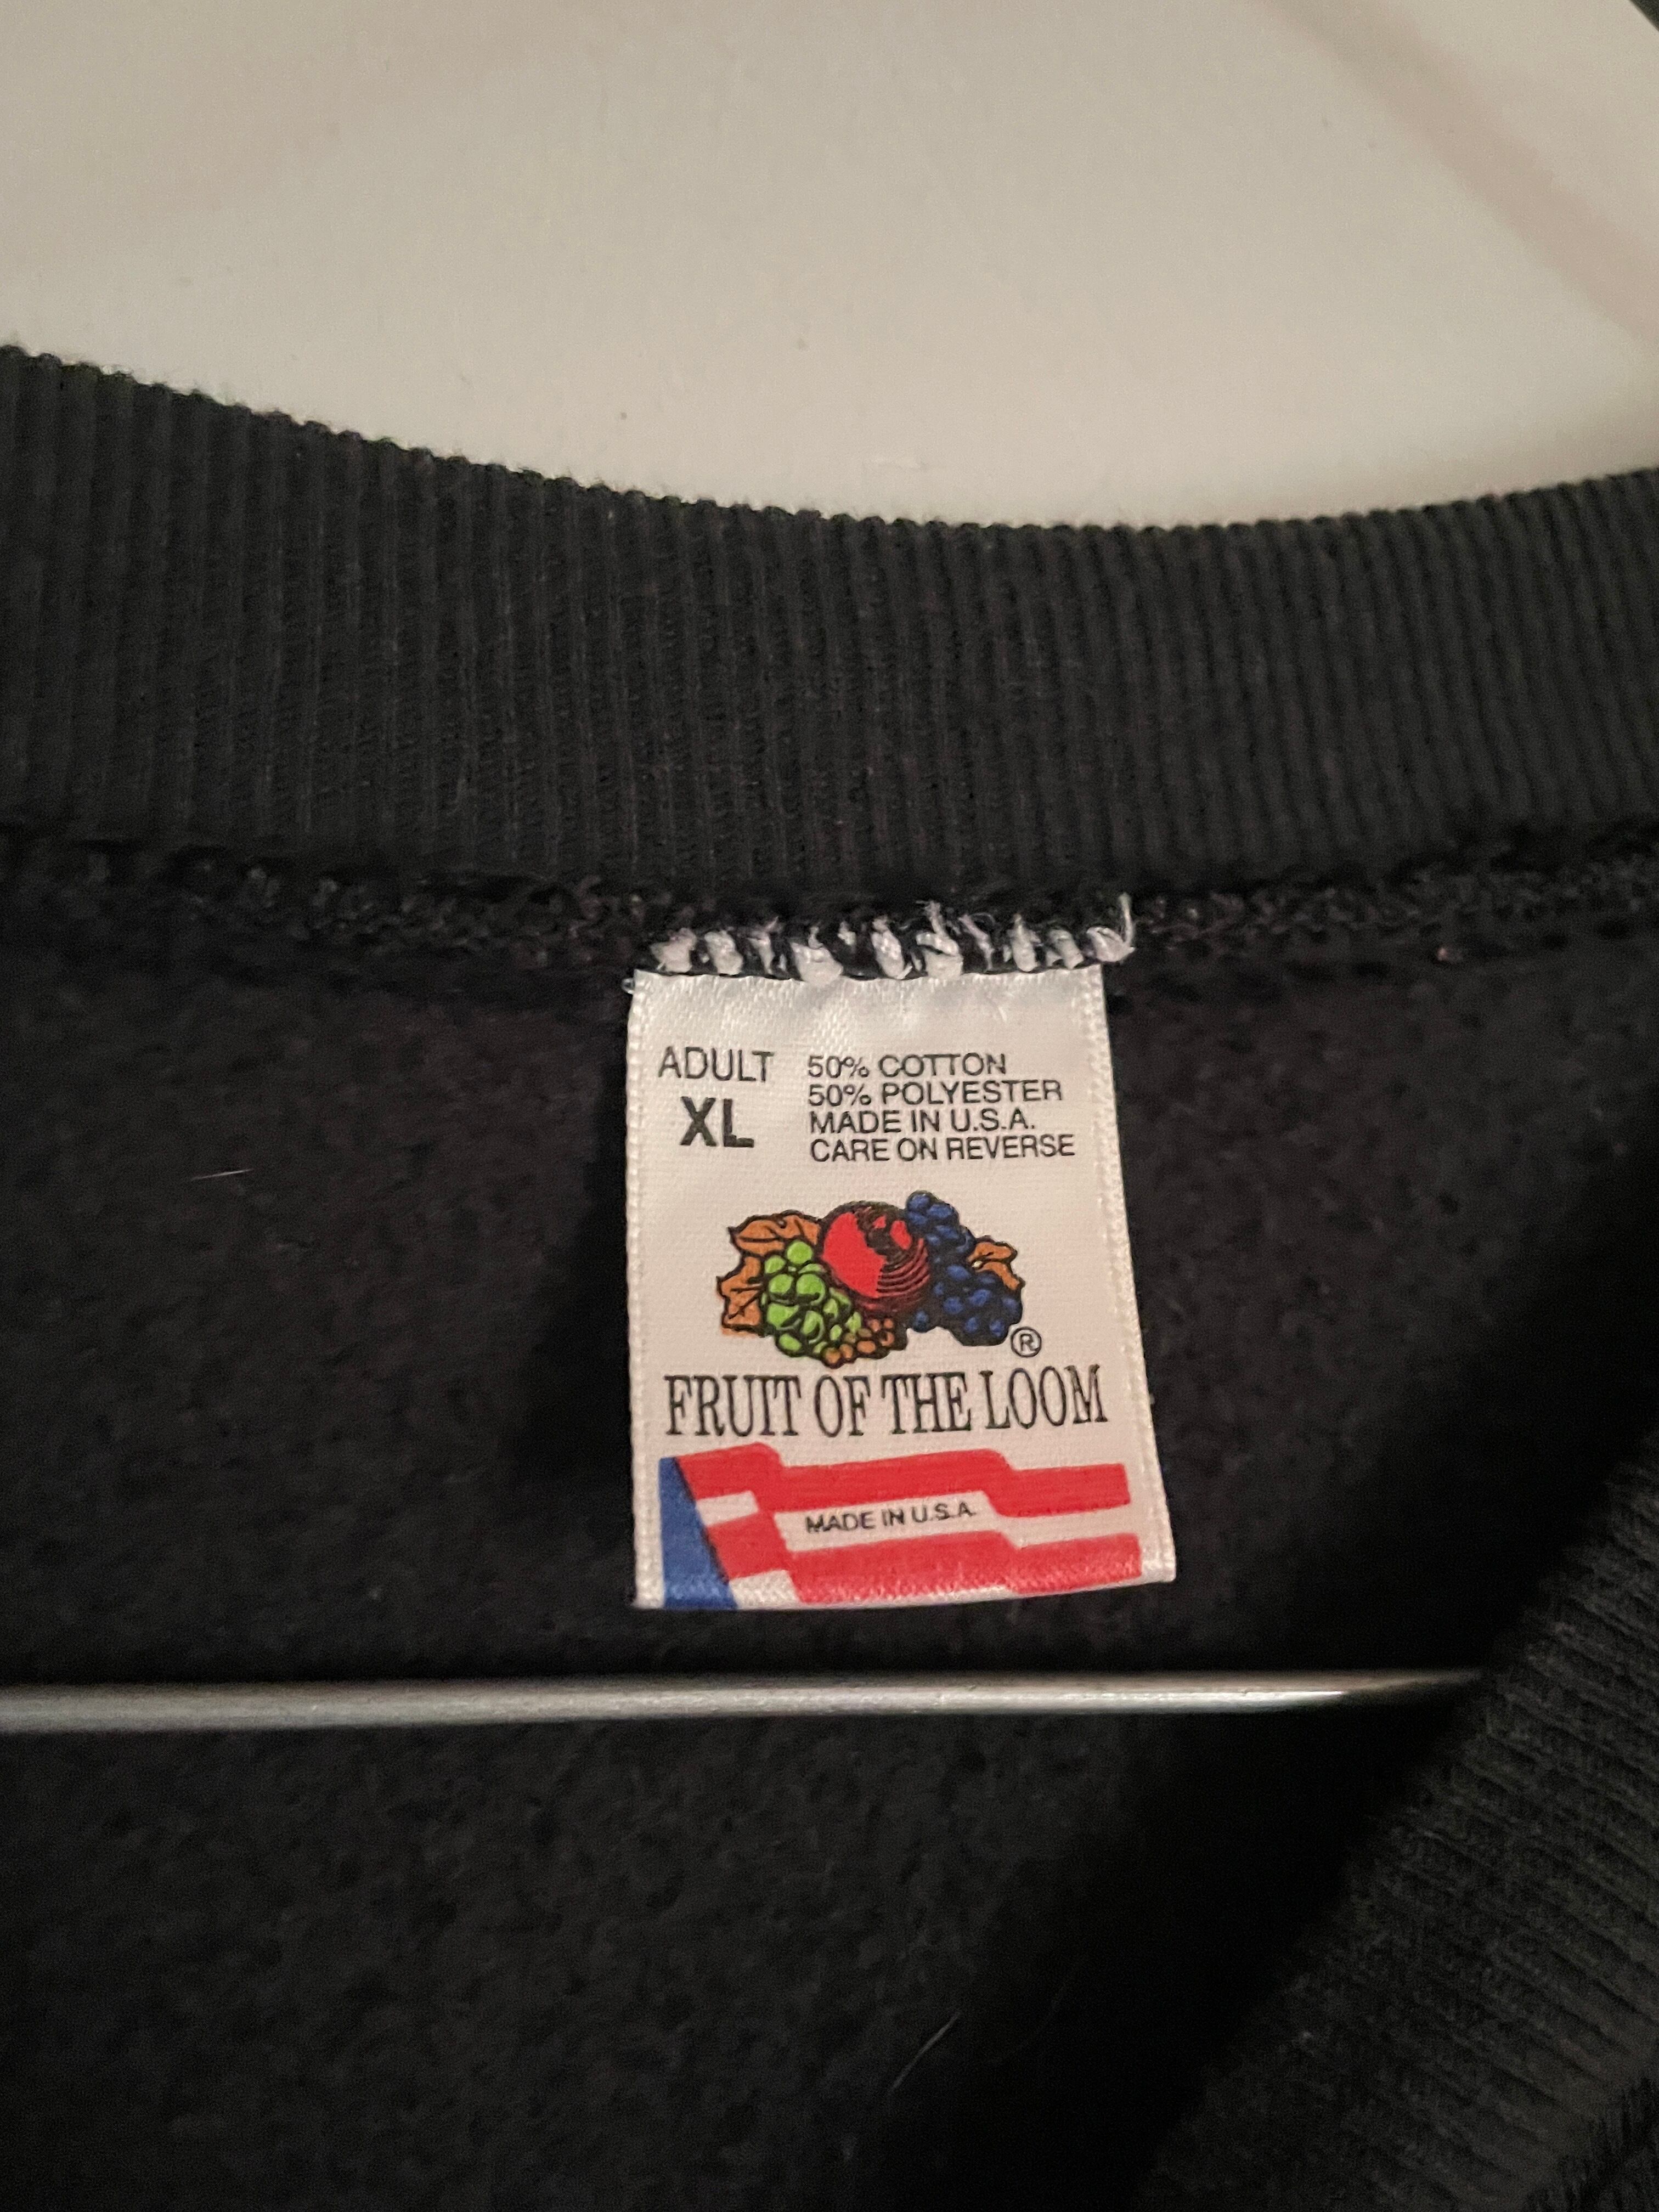 ADULT
XL
50% COTTON
50% POLYESTER
MADE IN U.S.A.
CARE ON REVERSE
®
FRUIT OF THE LOOM
MADE IN U.S.A.